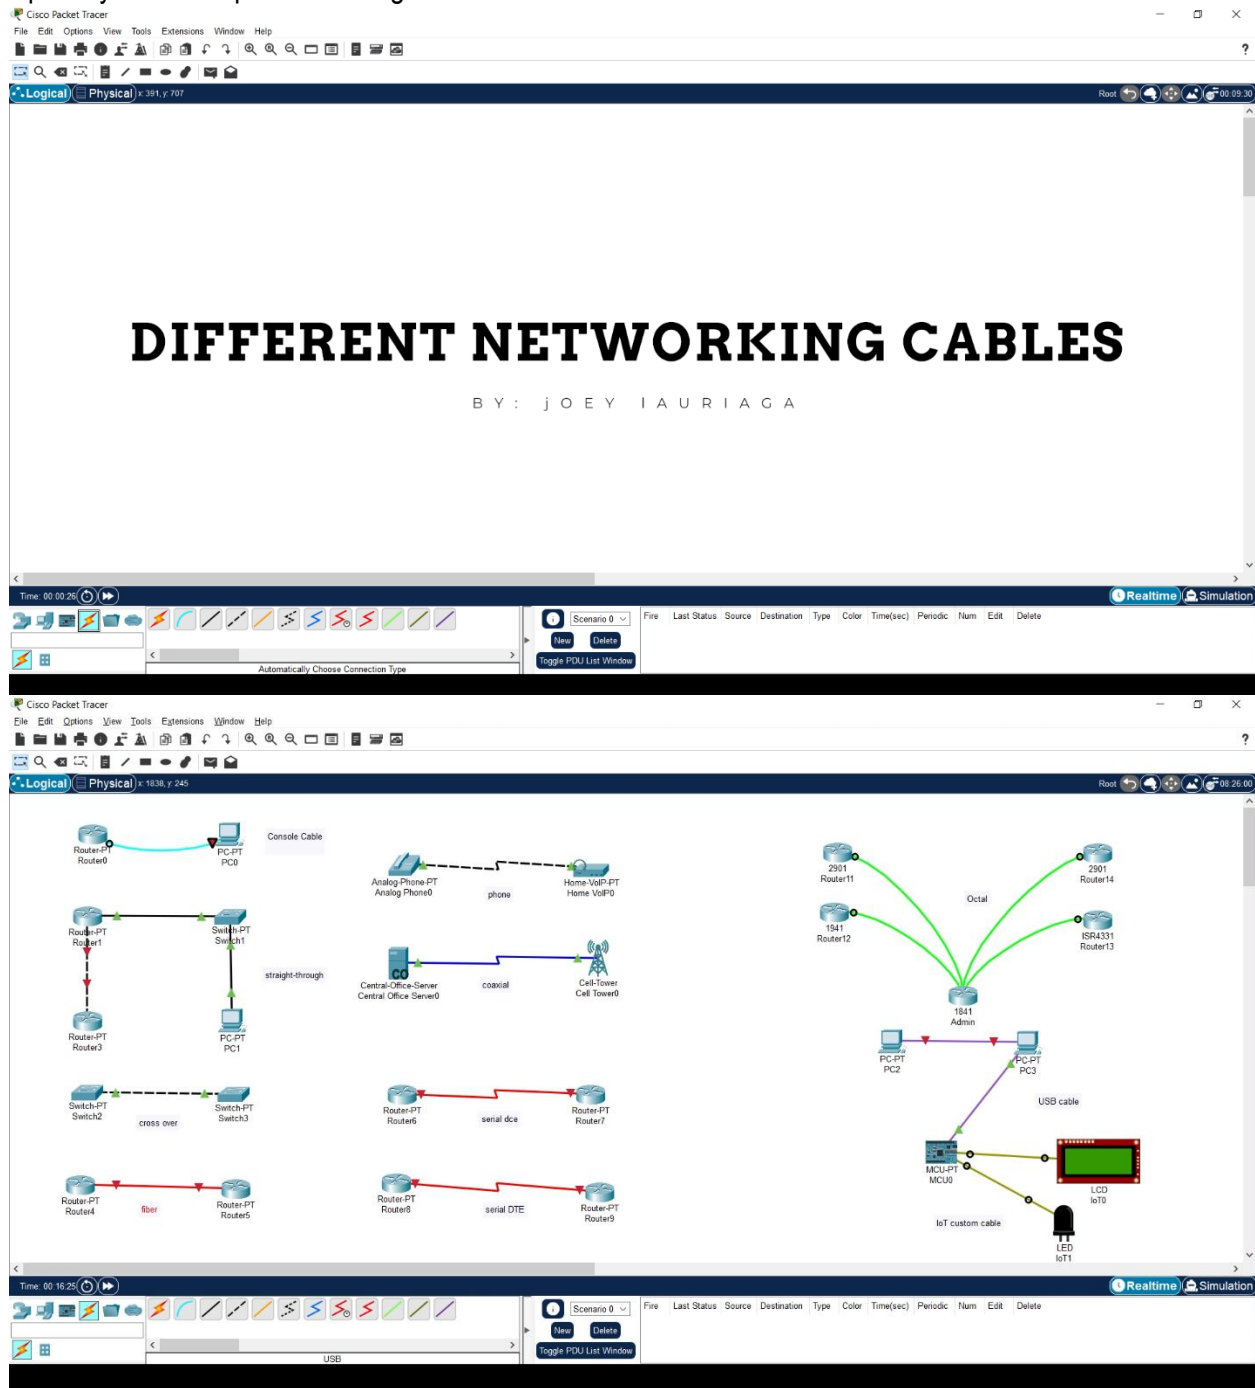 Cisco Packet Tracer
File Edit Options View Tools Extensions Window Help
?
Logical Physical x: 391, y: 707
Root 00:09:30
DIFFERENT NETWORKING CABLES
BY: jOEY lAURIAGA
Time: 00:00:26
Realtime Simulation
Scenario 0
Fire Last Status Source Destination Type Color Time(sec) Periodic Num Edit Delete
New Delete
Toggle PDU List Window
Automatically Choose Connection Type
Cisco Packet Tracer
File Edit Options View Tools Extensions Window Help
?
Logical Physical x: 1838, y: 245
Root 08:26:00
Router-PT
Router0
PC-PT
PC0
Console Cable
Analog-Phone-PT
Analog Phone0
phone
Home-VoIP-PT
Home VoIP0
2901
Router11
2901
Router14
Octal
1941
Router12
ISR4331
Router13
1841
Admin
Router-PT
Router1
Switch-PT
Switch1
straight-through
Router-PT
Router3
PC-PT
PC1
CO
Central-Office-Server
Central Office Server0
coaxial
Cell-Tower
Cell Tower0
PC-PT
PC2
PC-PT
PC3
USB cable
Switch-PT
Switch2
cross over
Switch-PT
Switch3
Router-PT
Router6
serial dce
Router-PT
Router7
MCU-PT
MCU0
LCD
IoT0
Router-PT
Router4
fiber
Router-PT
Router5
Router-PT
Router8
serial DTE
Router-PT
Router9
IoT custom cable
LED
IoT1
Time: 00:16:25
Realtime Simulation
Scenario 0
Fire Last Status Source Destination Type Color Time(sec) Periodic Num Edit Delete
New Delete
Toggle PDU List Window
USB